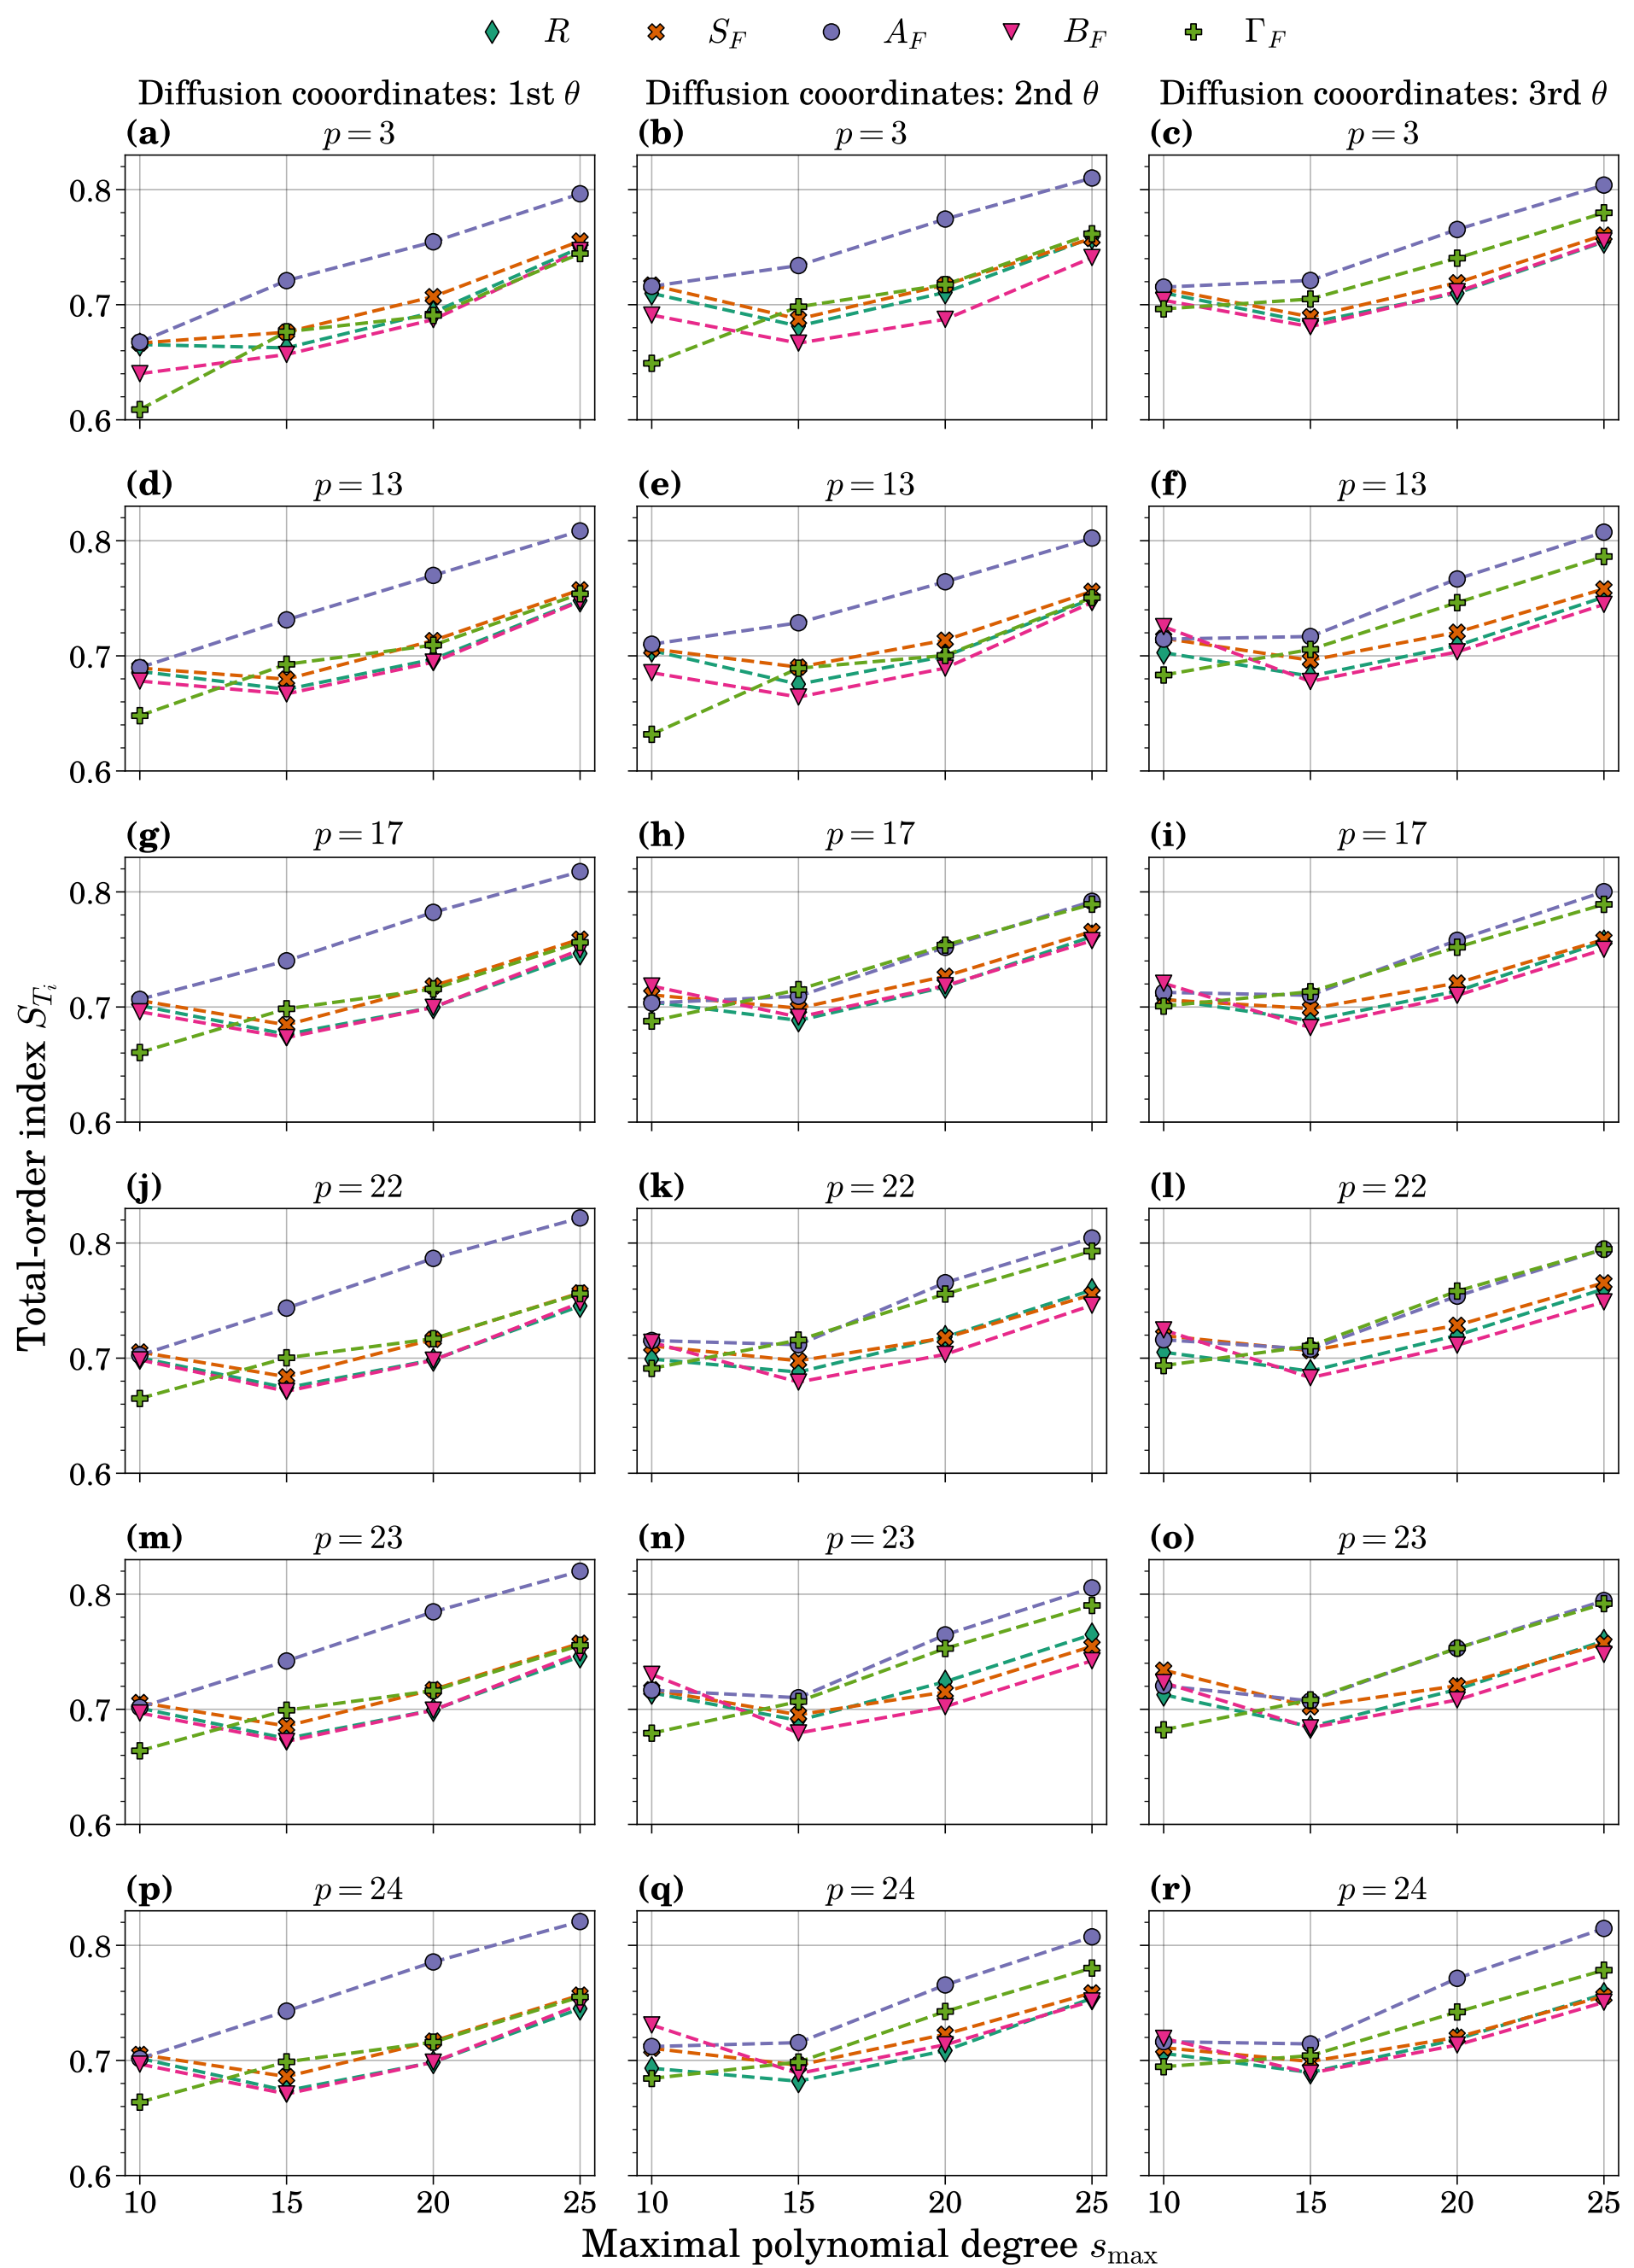 R S_F A_F B_F Γ_F
Diffusion cooordinates: 1st θ Diffusion cooordinates: 2nd θ Diffusion cooordinates: 3rd θ
(a) p = 3 (b) p = 3 (c) p = 3
0.8
0.7
0.6
(d) p = 13 (e) p = 13 (f) p = 13
0.8
0.7
0.6
(g) p = 17 (h) p = 17 (i) p = 17
0.8
0.7
0.6
Total-order index S_{T_i}
(j) p = 22 (k) p = 22 (l) p = 22
0.8
0.7
0.6
(m) p = 23 (n) p = 23 (o) p = 23
0.8
0.7
0.6
(p) p = 24 (q) p = 24 (r) p = 24
0.8
0.7
0.6
10 15 20 25 10 15 20 25 10 15 20 25
Maximal polynomial degree s_max